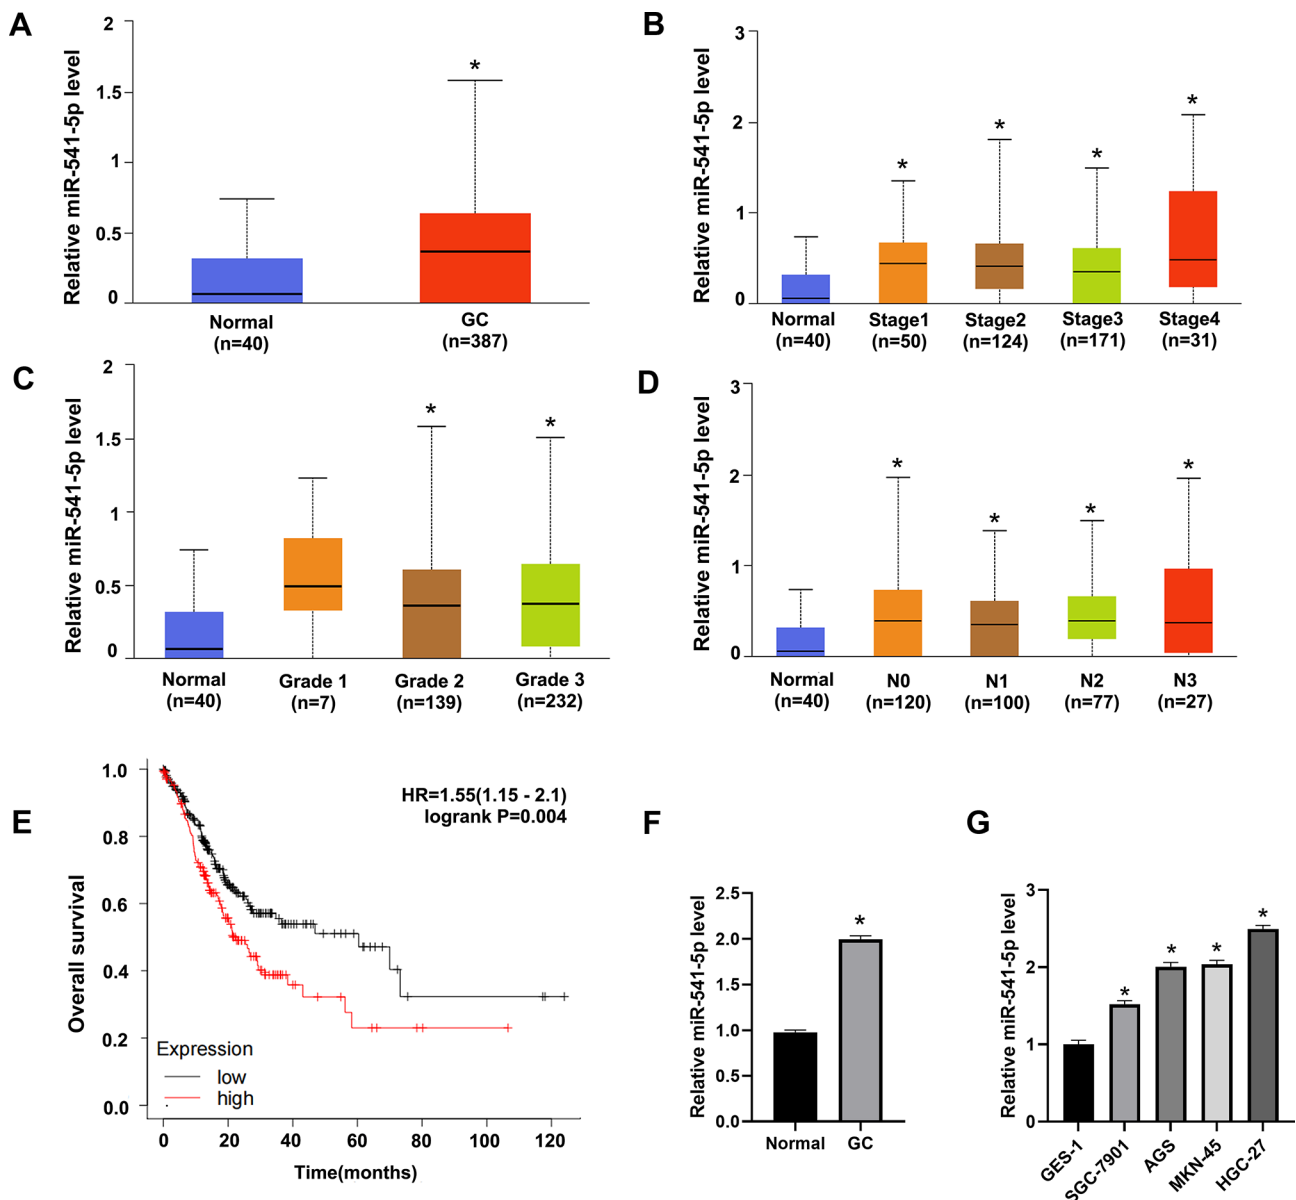 A
Relative miR-541-5p level
2
1.5
1
0.5
0
*
Normal
(n=40)
GC
(n=387)
B
Relative miR-541-5p level
3
2
1
0
*
*
*
*
Normal
(n=40)
Stage1
(n=50)
Stage2
(n=124)
Stage3
(n=171)
Stage4
(n=31)
C
Relative miR-541-5p level
2
1.5
1
0.5
0
*
*
Normal
(n=40)
Grade 1
(n=7)
Grade 2
(n=139)
Grade 3
(n=232)
D
Relative miR-541-5p level
3
2
1
0
*
*
*
*
Normal
(n=40)
N0
(n=120)
N1
(n=100)
N2
(n=77)
N3
(n=27)
E
Overall survival
1.0
0.8
0.6
0.4
0.2
0.0
HR=1.55(1.15 - 2.1)
logrank P=0.004
Expression
low
high
0 20 40 60 80 100 120
Time(months)
F
Relative miR-541-5p level
2.5
2.0
1.5
1.0
0.5
0.0
*
Normal
GC
G
Relative miR-541-5p level
3
2
1
0
*
*
*
*
GES-1
SGC-7901
AGS
MKN-45
HGC-27